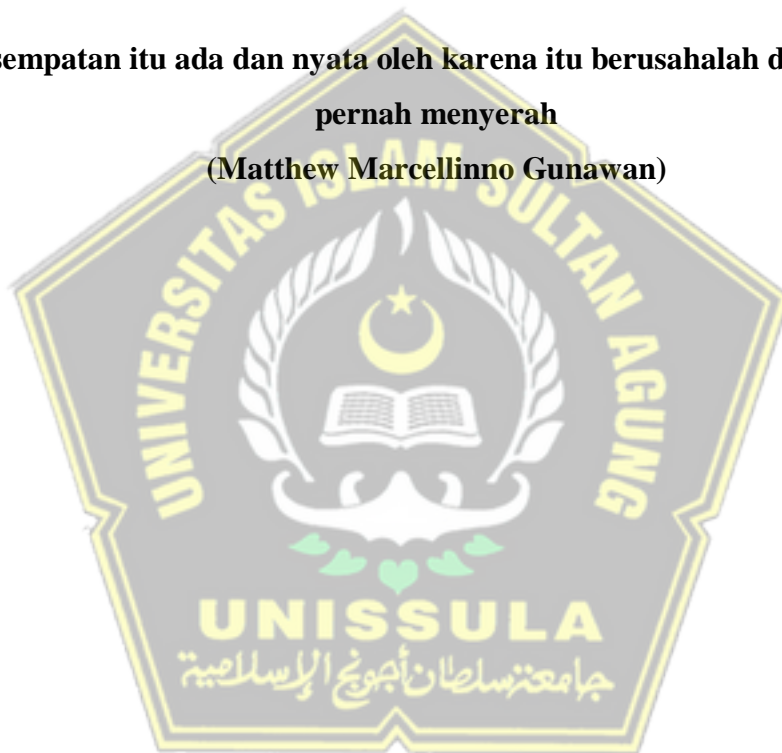 sempatan itu ada dan nyata oleh karena itu berusahalah d
pernah menyerah
(Matthew Marcellinno Gunawan)
UNIVERSITAS ISLAM SULTAN AGUNG
UNISSULA
جامعة سلطان أجونج الإسلامية